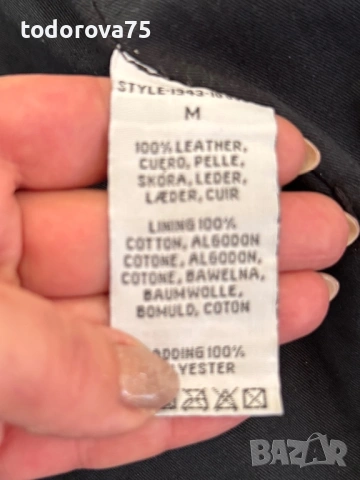 todorova75
M
100% LEATHER,
CUERO, PELLE,
SKÓRA, LEDER,
LÆDER, CUIR
LINING 100%
COTTON, ALGODON
COTONE, ALGODON,
COTONE, BAWELNA,
BAUMWOLLE,
BOMULD, COTON
ADDING 100%
LYESTER
BAZAR